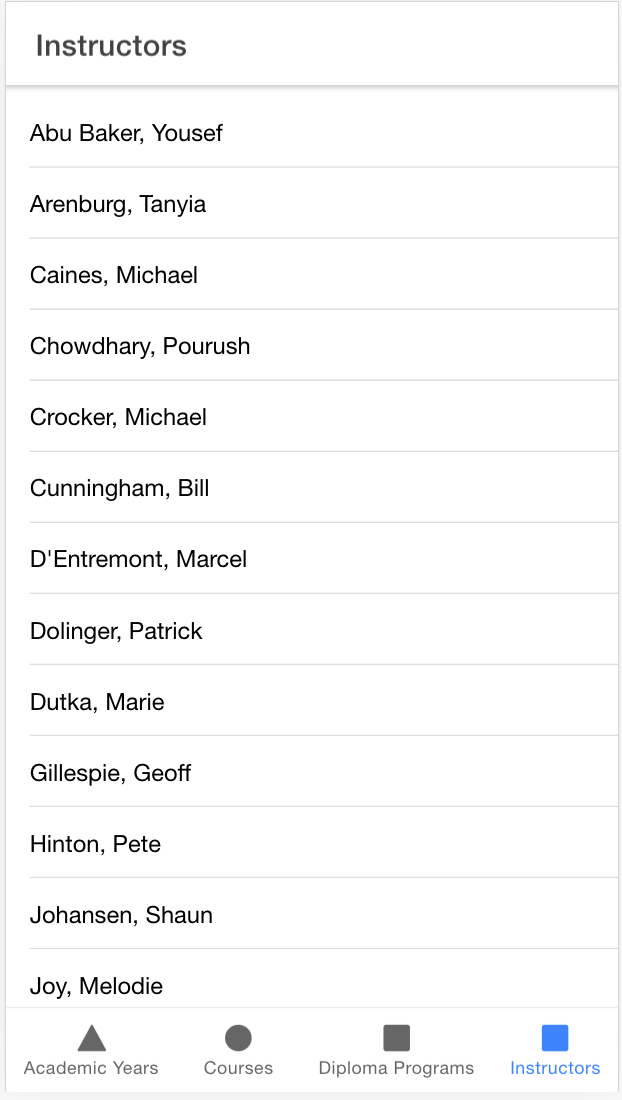 Instructors
Abu Baker, Yousef
Arenburg, Tanyia
Caines, Michael
Chowdhary, Pourush
Crocker, Michael
Cunningham, Bill
D'Entremont, Marcel
Dolinger, Patrick
Dutka, Marie
Gillespie, Geoff
Hinton, Pete
Johansen, Shaun
Joy, Melodie
Academic Years Courses Diploma Programs Instructors